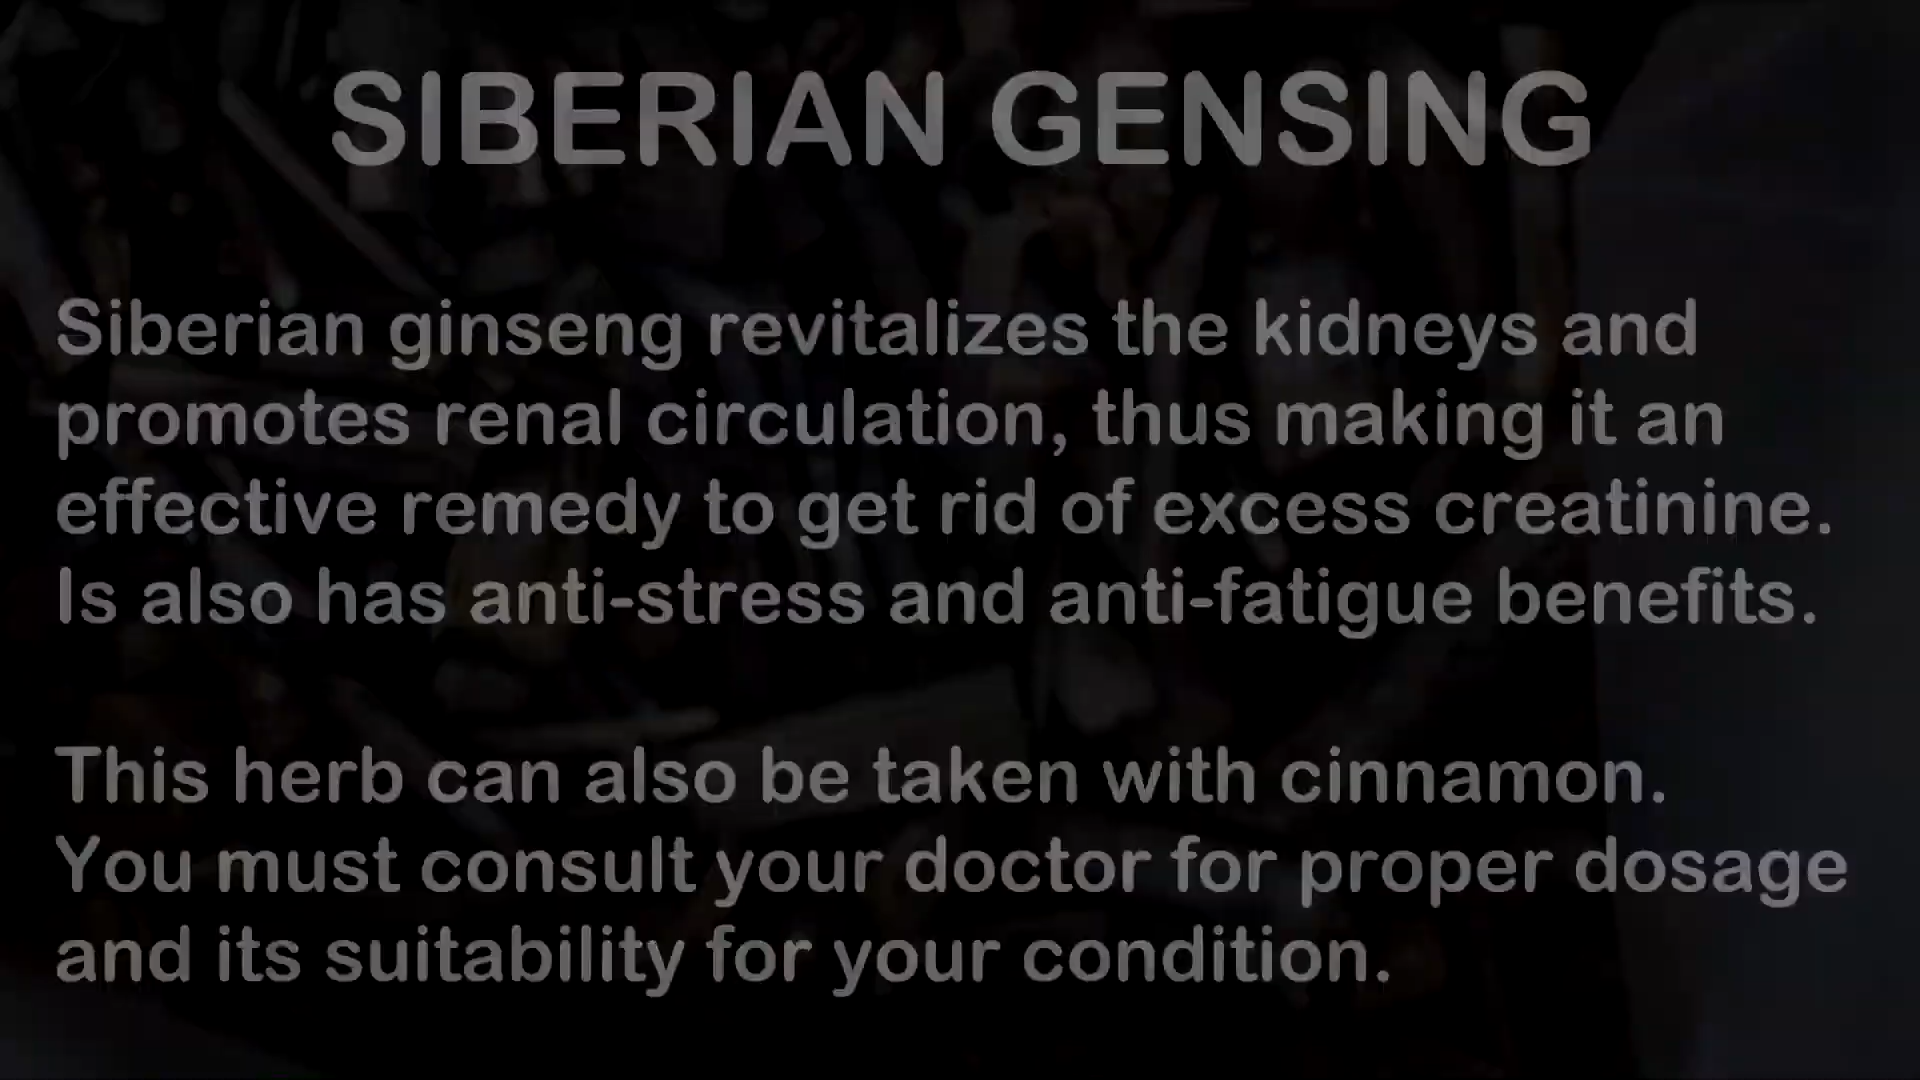 SIBERIAN GENSING
Siberian ginseng revitalizes the kidneys and
promotes renal circulation, thus making it an
effective remedy to get rid of excess creatinine.
Is also has anti-stress and anti-fatigue benefits.
This herb can also be taken with cinnamon.
You must consult your doctor for proper dosage
and its suitability for your condition.